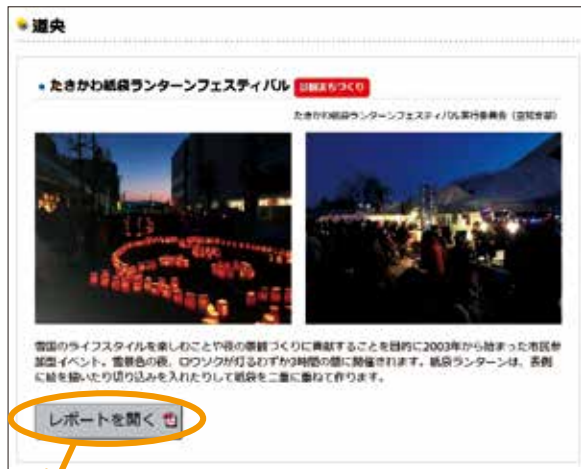 道央
たきかわ紙袋ランターンフェスティバル 景観まちづくり
たきかわ紙袋ランターンフェスティバル実行委員会（空知支部）
雪国のライフスタイルを楽しむことや夜の景観づくりに貢献することを目的に2003年から始まった市民参
加型イベント。雪景色の夜、ロウソクが灯るわずか3時間の間に開催されます。紙袋ランターンは、表側
に絵を描いたり切り込みを入れたりして紙袋を二重に重ねて作ります。
レポートを開く